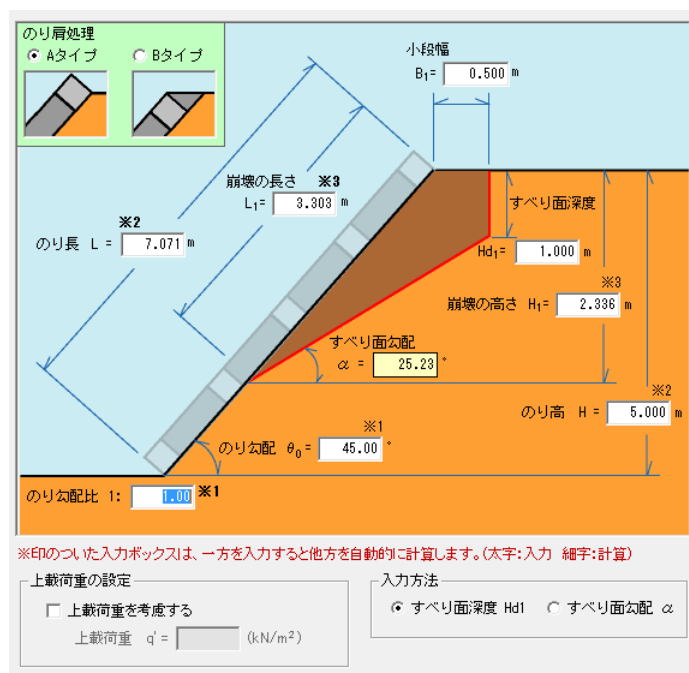 のり肩処理
Aタイプ Bタイプ
小段幅
B₁= 0.500 m
崩壊の長さ ※3
L₁= 3.303 m
※2
のり長 L = 7.071 m
すべり面深度
Hd₁= 1.000 m
※3
崩壊の高さ H₁= 2.336 m
すべり面勾配
α = 25.23 °
※2
のり高 H = 5.000 m
※1
のり勾配 θ₀= 45.00 °
のり勾配比 1: 1.00 ※1
※印のついた入力ボックスは、一方を入力すると他方を自動的に計算します。(太字:入力 細字:計算)
上載荷重の設定
上載荷重を考慮する
上載荷重 q'= (kN/m²)
入力方法
すべり面深度 Hd1 すべり面勾配 α